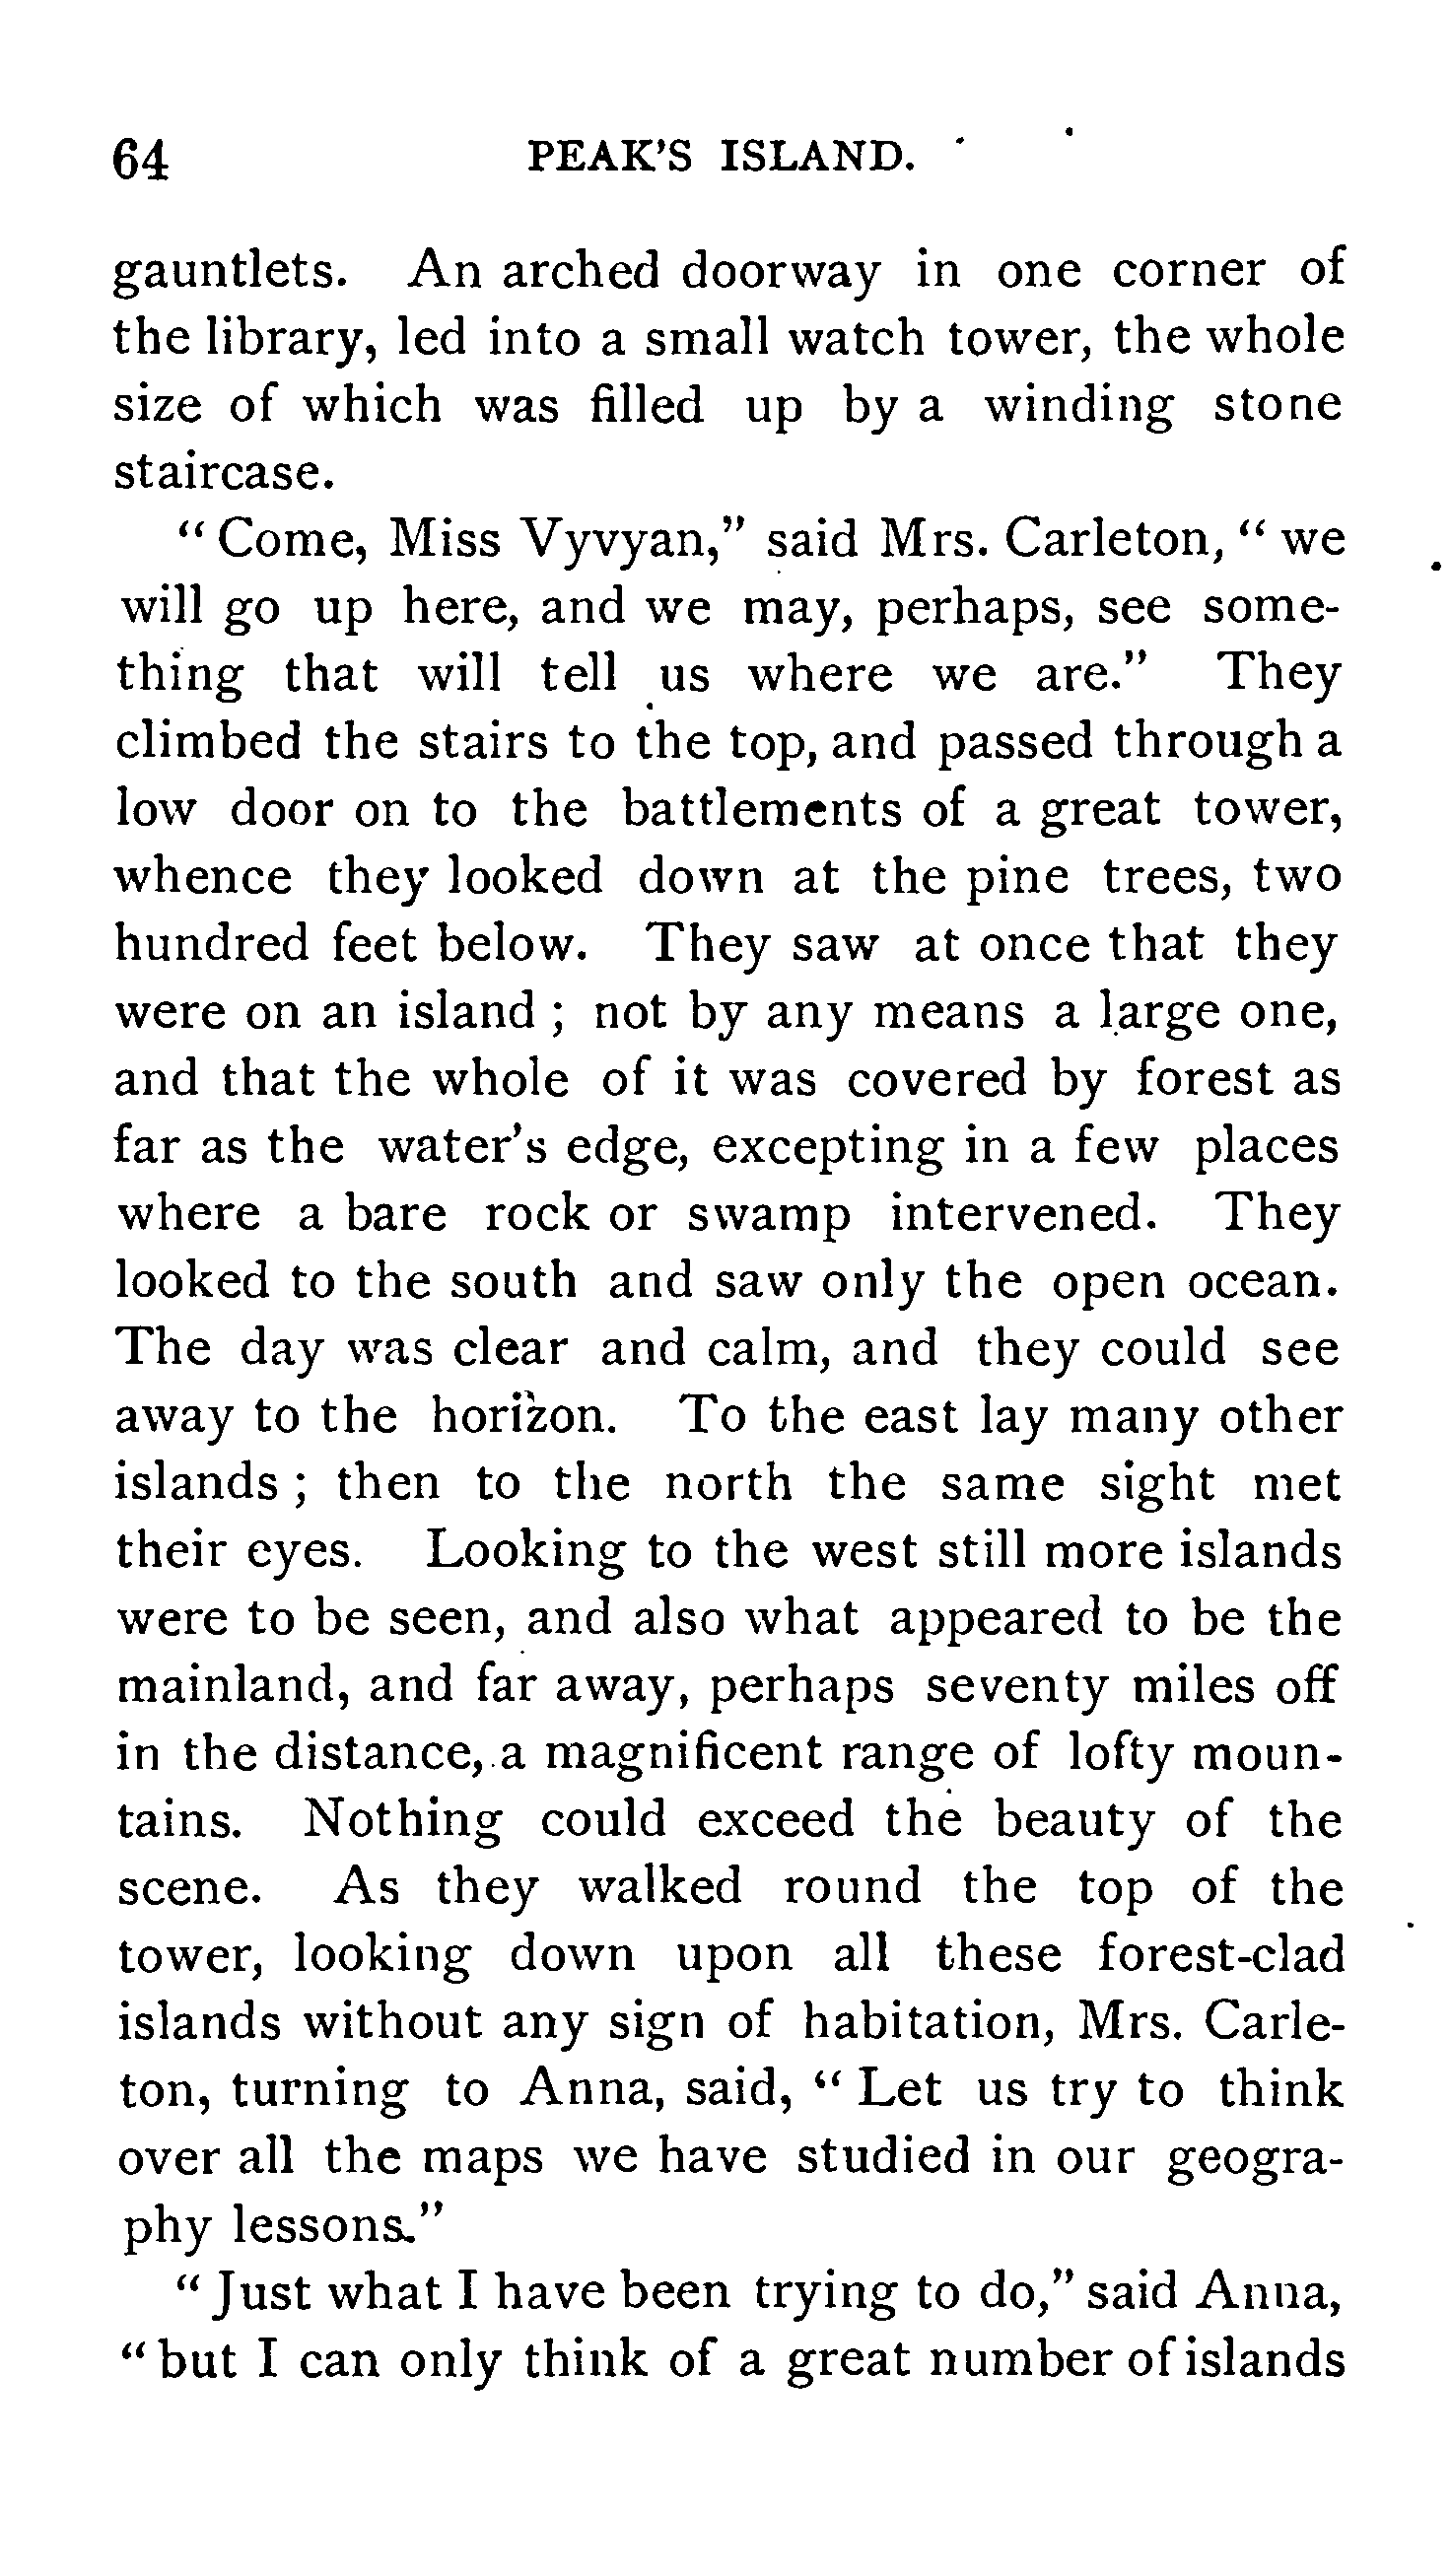 64 PEAK'S ISLAND.
gauntlets. An arched doorway in one corner of
the library, led into a small watch tower, the whole
size of which was filled up by a winding stone
staircase.
" Come, Miss Vyvyan," said Mrs. Carleton, " we
will go up here, and we may, perhaps, see some-
thing that will tell us where we are." They
climbed the stairs to the top, and passed through a
low door on to the battlements of a great tower,
whence they looked down at the pine trees, two
hundred feet below. They saw at once that they
were on an island ; not by any means a large one,
and that the whole of it was covered by forest as
far as the water's edge, excepting in a few places
where a bare rock or swamp intervened. They
looked to the south and saw only the open ocean.
The day was clear and calm, and they could see
away to the horizon. To the east lay many other
islands ; then to the north the same sight met
their eyes. Looking to the west still more islands
were to be seen, and also what appeared to be the
mainland, and far away, perhaps seventy miles off
in the distance, a magnificent range of lofty moun-
tains. Nothing could exceed the beauty of the
scene. As they walked round the top of the
tower, looking down upon all these forest-clad
islands without any sign of habitation, Mrs. Carle-
ton, turning to Anna, said, " Let us try to think
over all the maps we have studied in our geogra-
phy lessons."
" Just what I have been trying to do," said Anna,
" but I can only think of a great number of islands